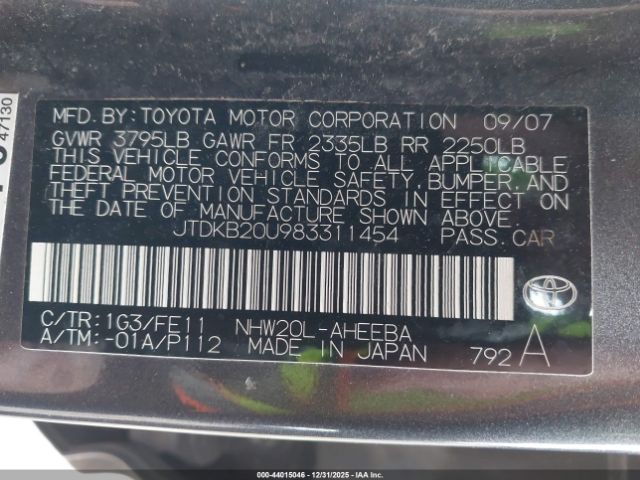 47130
MFD.BY:TOYOTA MOTOR CORPORATION 09/07
GVWR 3795LB GAWR FR 2335LB RR 2250LB
THIS VEHICLE CONFORMS TO ALL APPLICABLE
FEDERAL MOTOR VEHICLE SAFETY, BUMPER, AND
THEFT PREVENTION STANDARDS IN EFFECT ON
THE DATE OF MANUFACTURE SHOWN ABOVE.
JTDKB20U983311454 PASS.CAR
C/TR:1G3/FE11 NHW20L-AHEEBA
A/TM:-01A/P112 MADE IN JAPAN 792 A
000-44015046 - 12/31/2025 - IAA Inc.